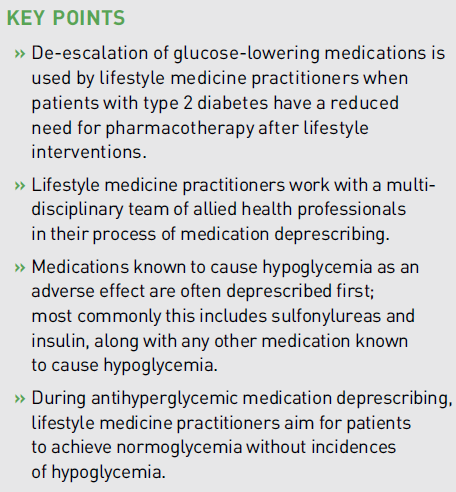 KEY POINTS
» De-escalation of glucose-lowering medications is
used by lifestyle medicine practitioners when
patients with type 2 diabetes have a reduced
need for pharmacotherapy after lifestyle
interventions.
» Lifestyle medicine practitioners work with a multi-
disciplinary team of allied health professionals
in their process of medication deprescribing.
» Medications known to cause hypoglycemia as an
adverse effect are often deprescribed first;
most commonly this includes sulfonylureas and
insulin, along with any other medication known
to cause hypoglycemia.
» During antihyperglycemic medication deprescribing,
lifestyle medicine practitioners aim for patients
to achieve normoglycemia without incidences
of hypoglycemia.